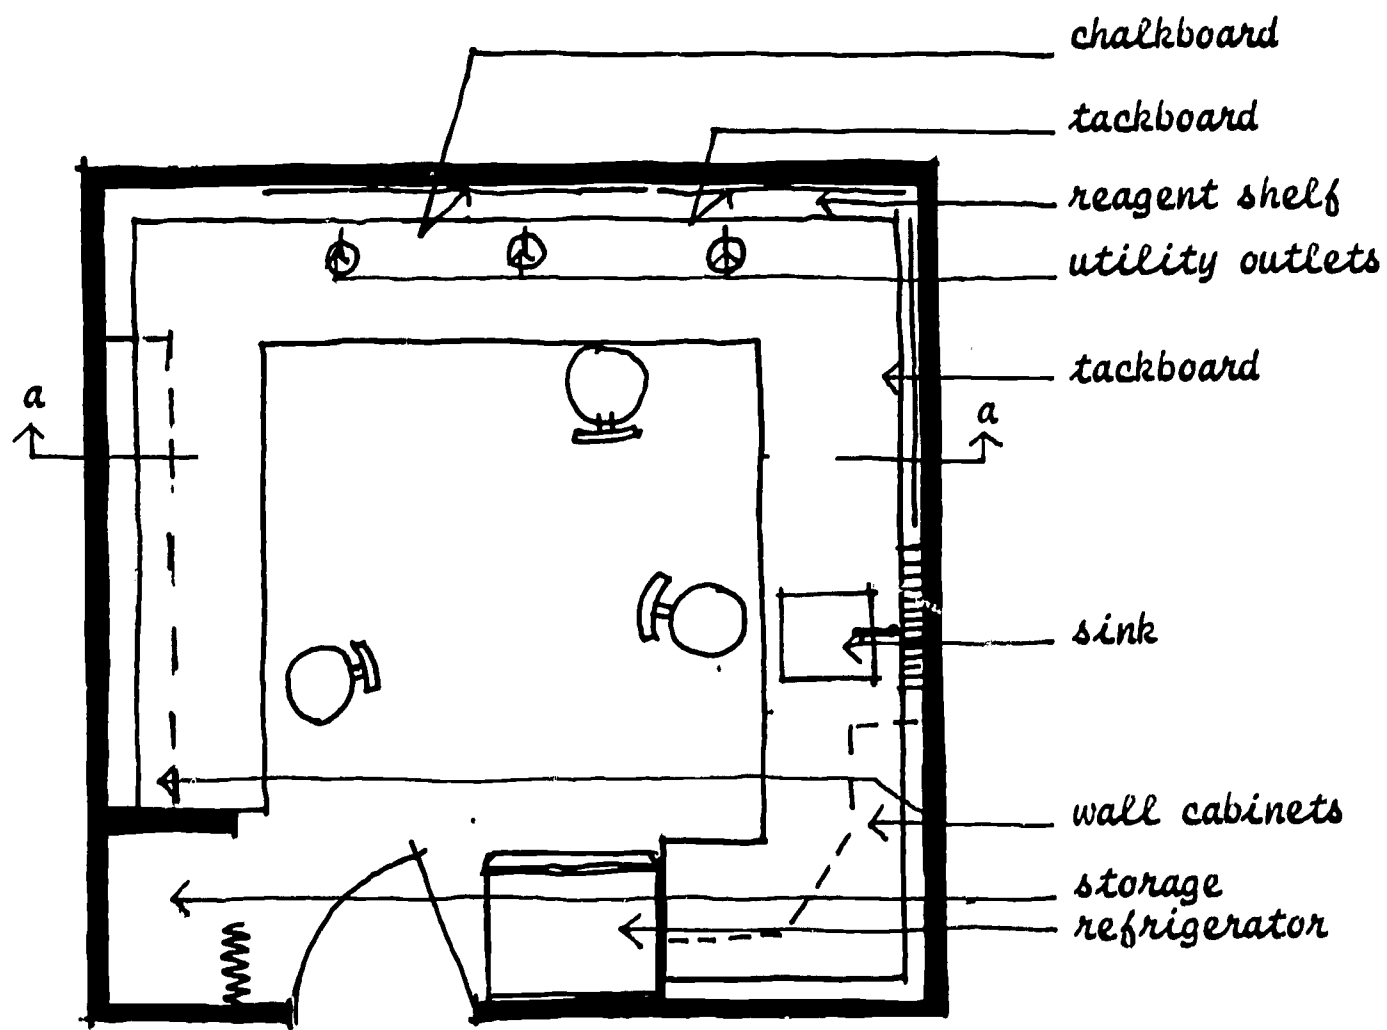 chalkboard
tackboard
reagent shelf
utility outlets
tackboard
a
a
sink
wall cabinets
storage
refrigerator